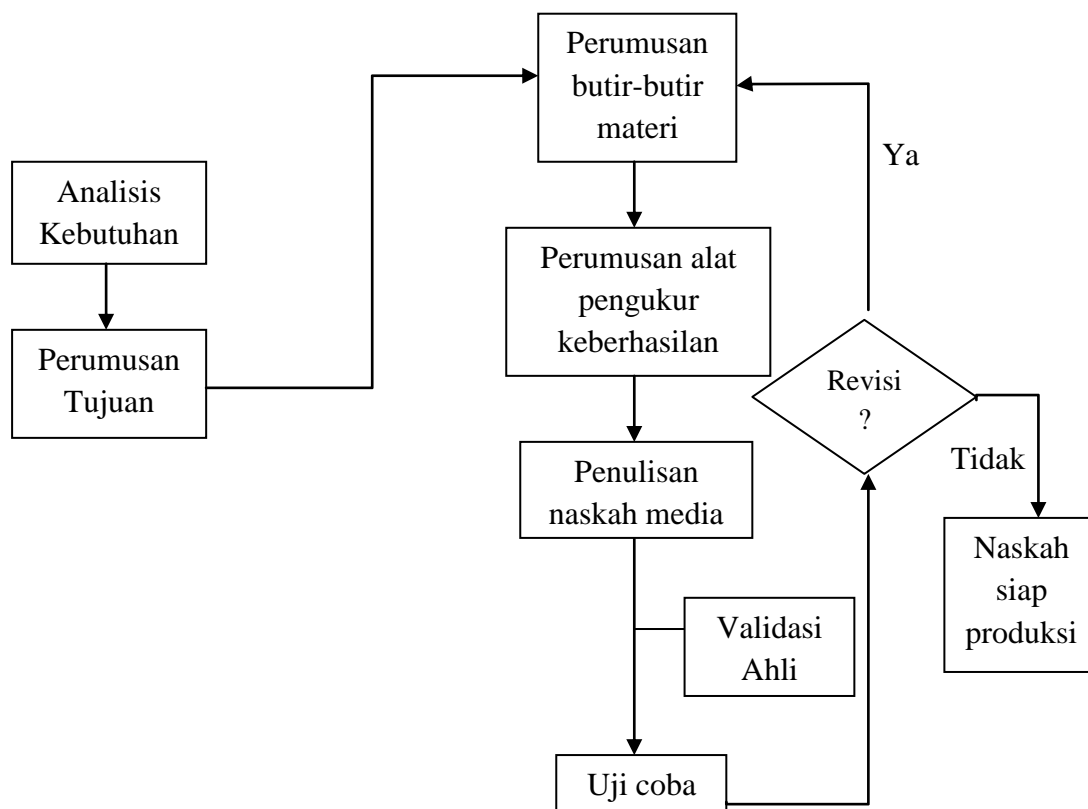 Analisis
Kebutuhan
Perumusan
Tujuan
Perumusan
butir-butir
materi
Perumusan alat
pengukur
keberhasilan
Penulisan
naskah media
Validasi
Ahli
Uji coba
Revisi
?
Ya
Tidak
Naskah
siap
produksi